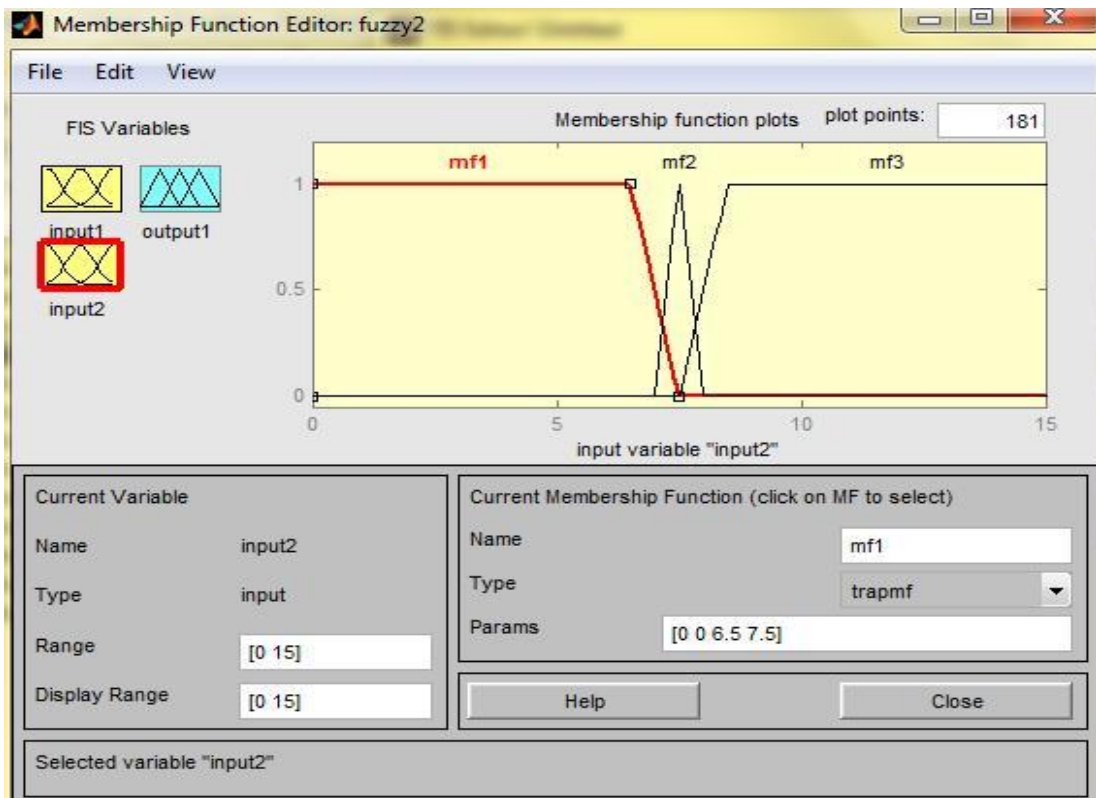 Membership Function Editor: fuzzy2
File Edit View
FIS Variables
Membership function plots plot points: 181
input1 output1
input2
mf1 mf2 mf3
1
0.5
0
0 5 10 15
input variable "input2"
Current Variable
Name input2
Type input
Range [0 15]
Display Range [0 15]
Current Membership Function (click on MF to select)
Name mf1
Type trapmf
Params [0 0 6.5 7.5]
Help Close
Selected variable "input2"